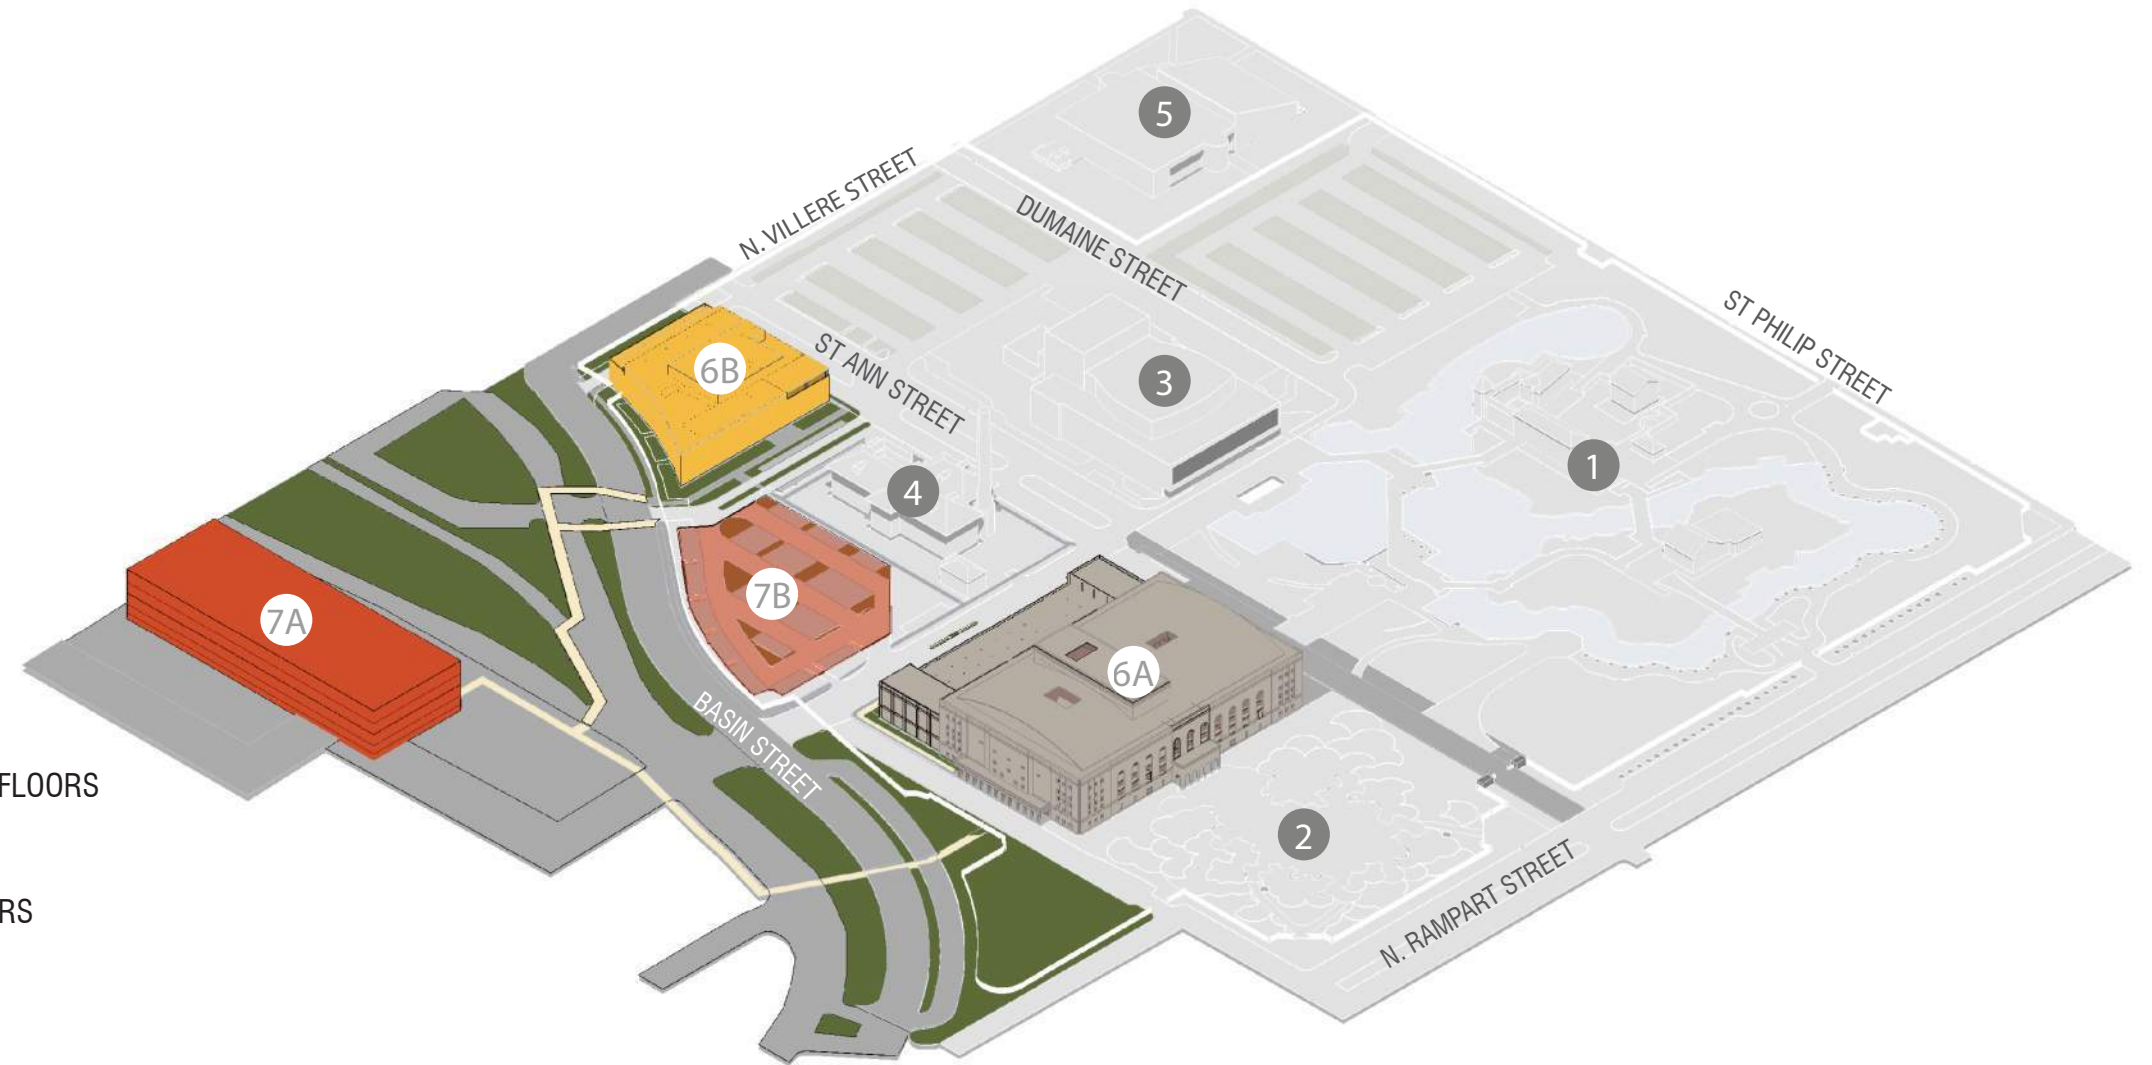 5
N. VILLERE STREET
DUMAINE STREET
ST PHILIP STREET
6B
ST ANN STREET
3
1
4
7B
7A
6A
BASIN STREET
FLOORS
2
RS
N. RAMPART STREET